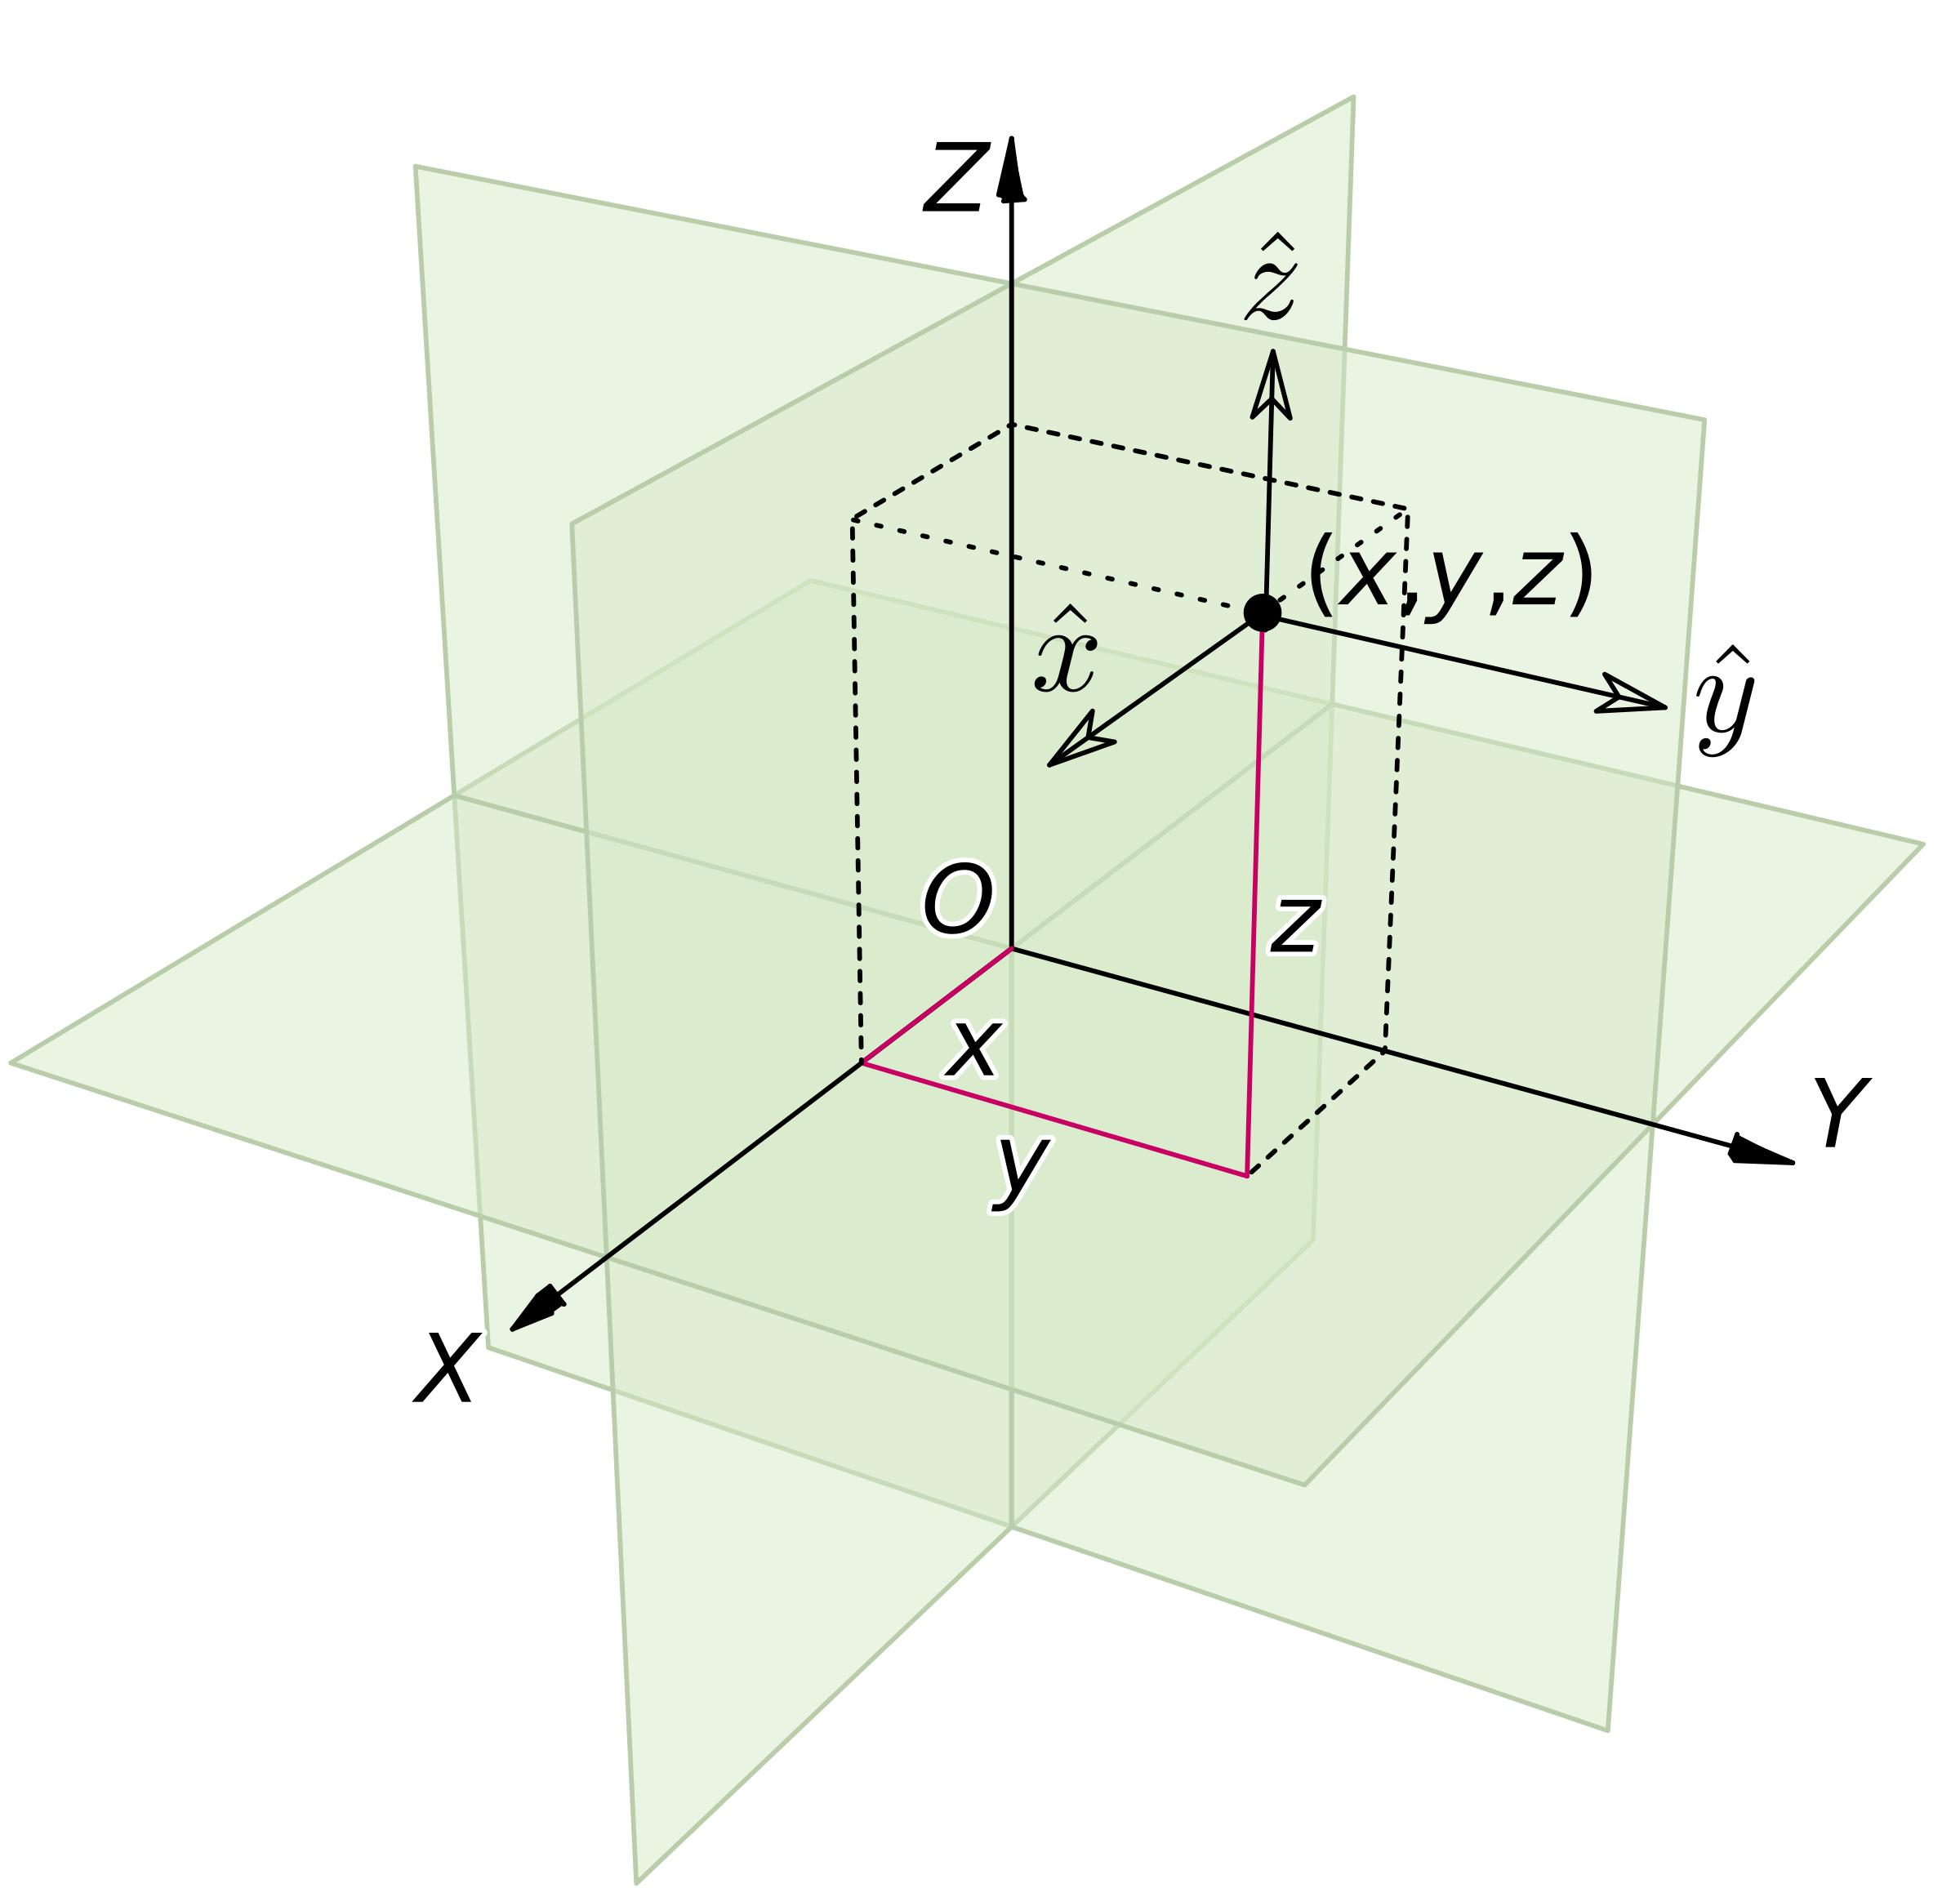 Z
ẑ
(x,y,z)
x̂
ŷ
O
z
x
y
Y
X